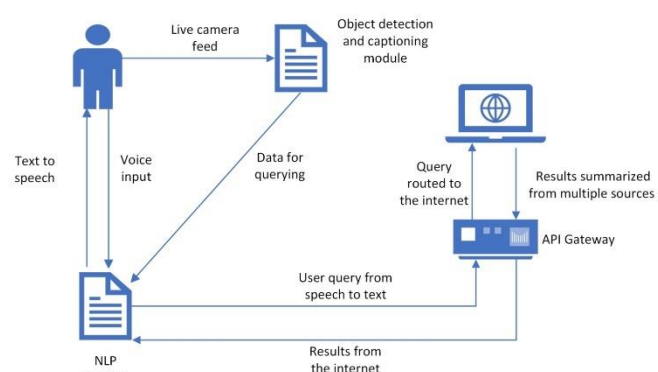 Live camera
feed
Object detection
and captioning
module
Text to
speech
Voice
input
Data for
querying
Query
routed to
the internet
Results summarized
from multiple sources
API Gateway
User query from
speech to text
NLP
Results from
the internet